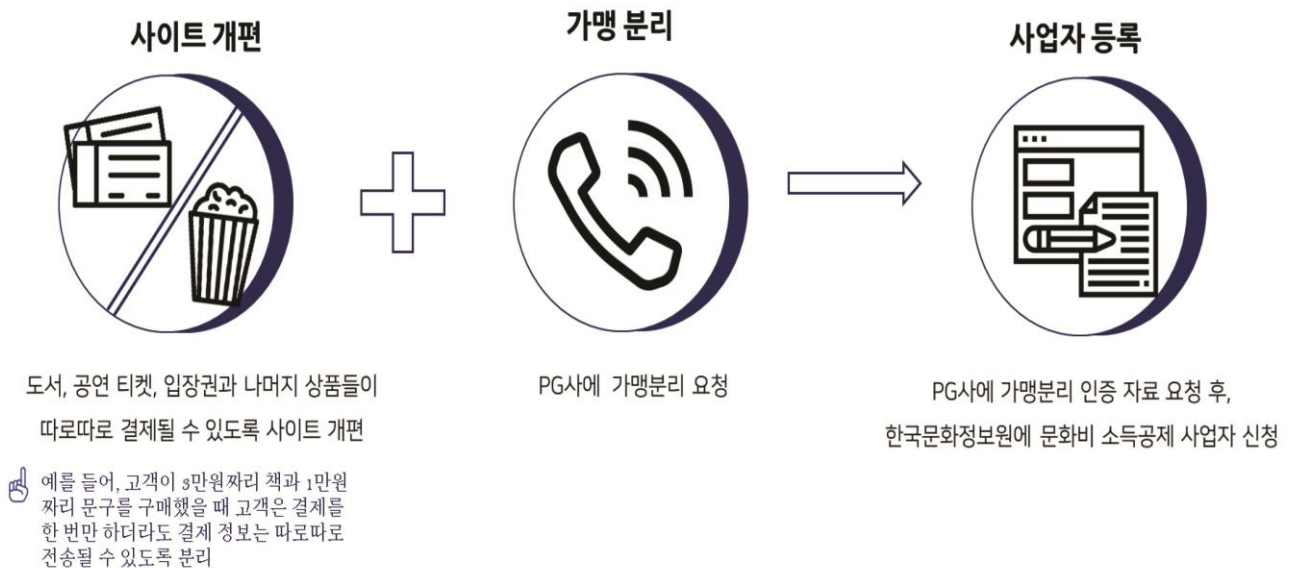 사이트 개편
가맹 분리
사업자 등록
도서, 공연 티켓, 입장권과 나머지 상품들이
따로따로 결제될 수 있도록 사이트 개편
예를 들어, 고객이 3만원짜리 책과 1만원
짜리 문구를 구매했을 때 고객은 결제를
한 번만 하더라도 결제 정보는 따로따로
전송될 수 있도록 분리
PG사에 가맹분리 요청
PG사에 가맹분리 인증 자료 요청 후,
한국문화정보원에 문화비 소득공제 사업자 신청